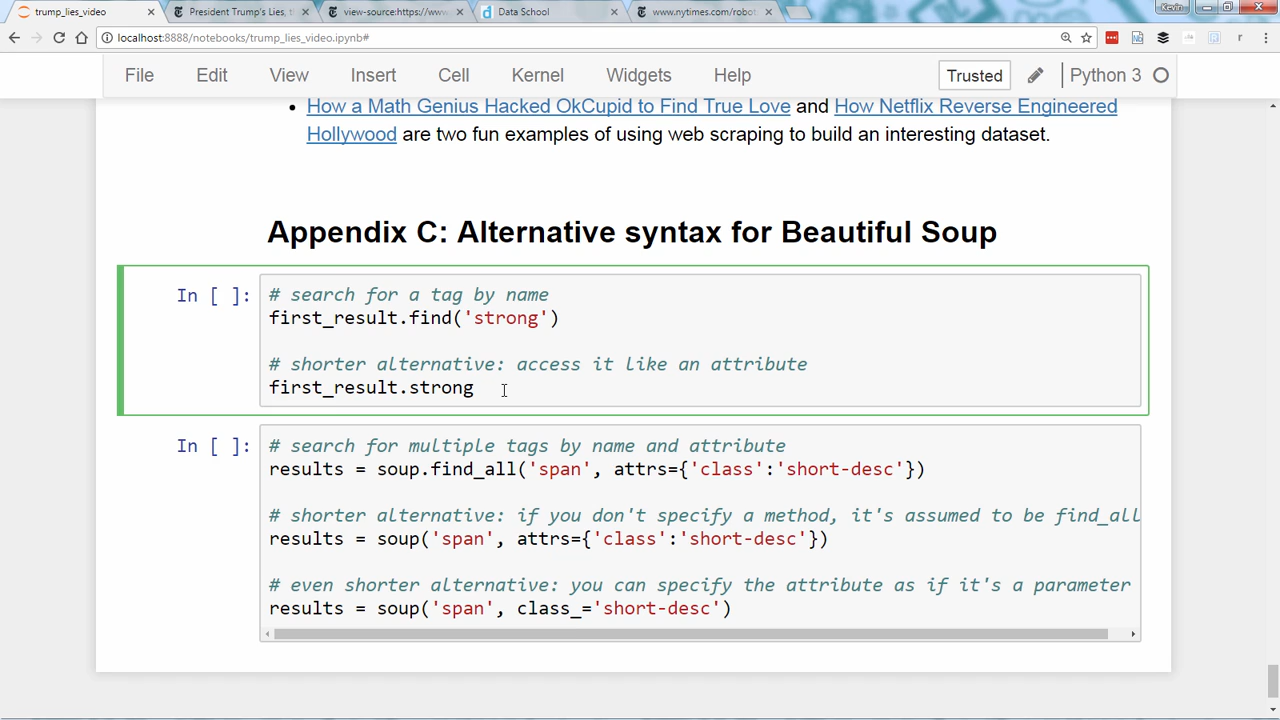 trump_lies_video
President Trump's Lies, t
view-source:https://www
Data School
www.nytimes/robot
Kevin
localhost:8888/notebooks/trump_lies_video.ipynb#
File Edit View Insert Cell Kernel Widgets Help Trusted Python 3
How a Math Genius Hacked OkCupid to Find True Love and How Netflix Reverse Engineered
Hollywood are two fun examples of using web scraping to build an interesting dataset.
Appendix C: Alternative syntax for Beautiful Soup
In [ ]: # search for a tag by name
first_result.find('strong')
# shorter alternative: access it like an attribute
first_result.strong
In [ ]: # search for multiple tags by name and attribute
results = soup.find_all('span', attrs={'class':'short-desc'})
# shorter alternative: if you don't specify a method, it's assumed to be find_all
results = soup('span', attrs={'class':'short-desc'})
# even shorter alternative: you can specify the attribute as if it's a parameter
results = soup('span', class_='short-desc')